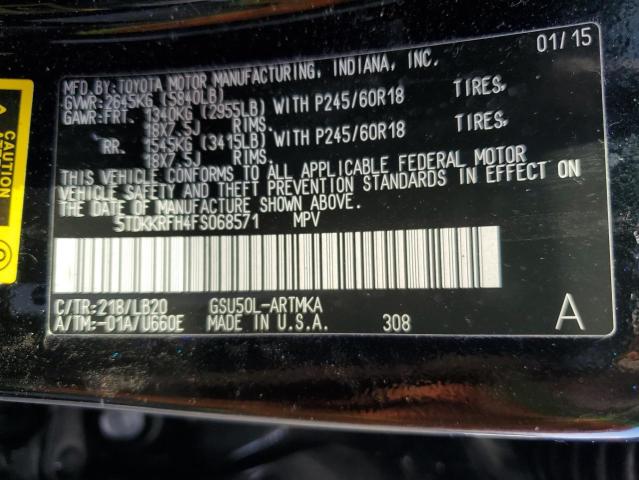 01/15
MFD.BY:TOYOTA MOTOR MANUFACTURING, INDIANA, INC.
GVWR:2645KG (5840LB)
GAWR:FRT. 1340KG (2955LB) WITH P245/60R18 TIRES,
18X7.5J RIMS.
RR. 1545KG (3415LB) WITH P245/60R18 TIRES,
18X7.5J RIMS.
THIS VEHICLE CONFORMS TO ALL APPLICABLE FEDERAL MOTOR
VEHICLE SAFETY AND THEFT PREVENTION STANDARDS IN EFFECT ON
THE DATE OF MANUFACTURE SHOWN ABOVE.
5TDKKRFH4FS068571 MPV
C/TR:218/LB20 GSU50L-ARTMKA
A/TM:-01A/U660E MADE IN U.S.A. 308 A
CAUTION